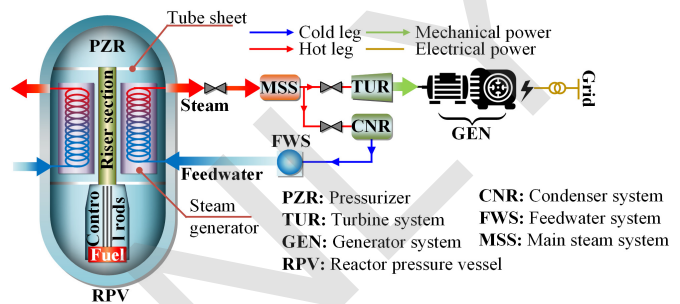 Tube sheet
PZR
Cold leg
Hot leg
Mechanical power
Electrical power
Riser section
Steam
MSS
TUR
CNR
GEN
Grid
FWS
Feedwater
Steam
generator
Contro
l rods
Fuel
RPV
PZR: Pressurizer
TUR: Turbine system
GEN: Generator system
RPV: Reactor pressure vessel
CNR: Condenser system
FWS: Feedwater system
MSS: Main steam system